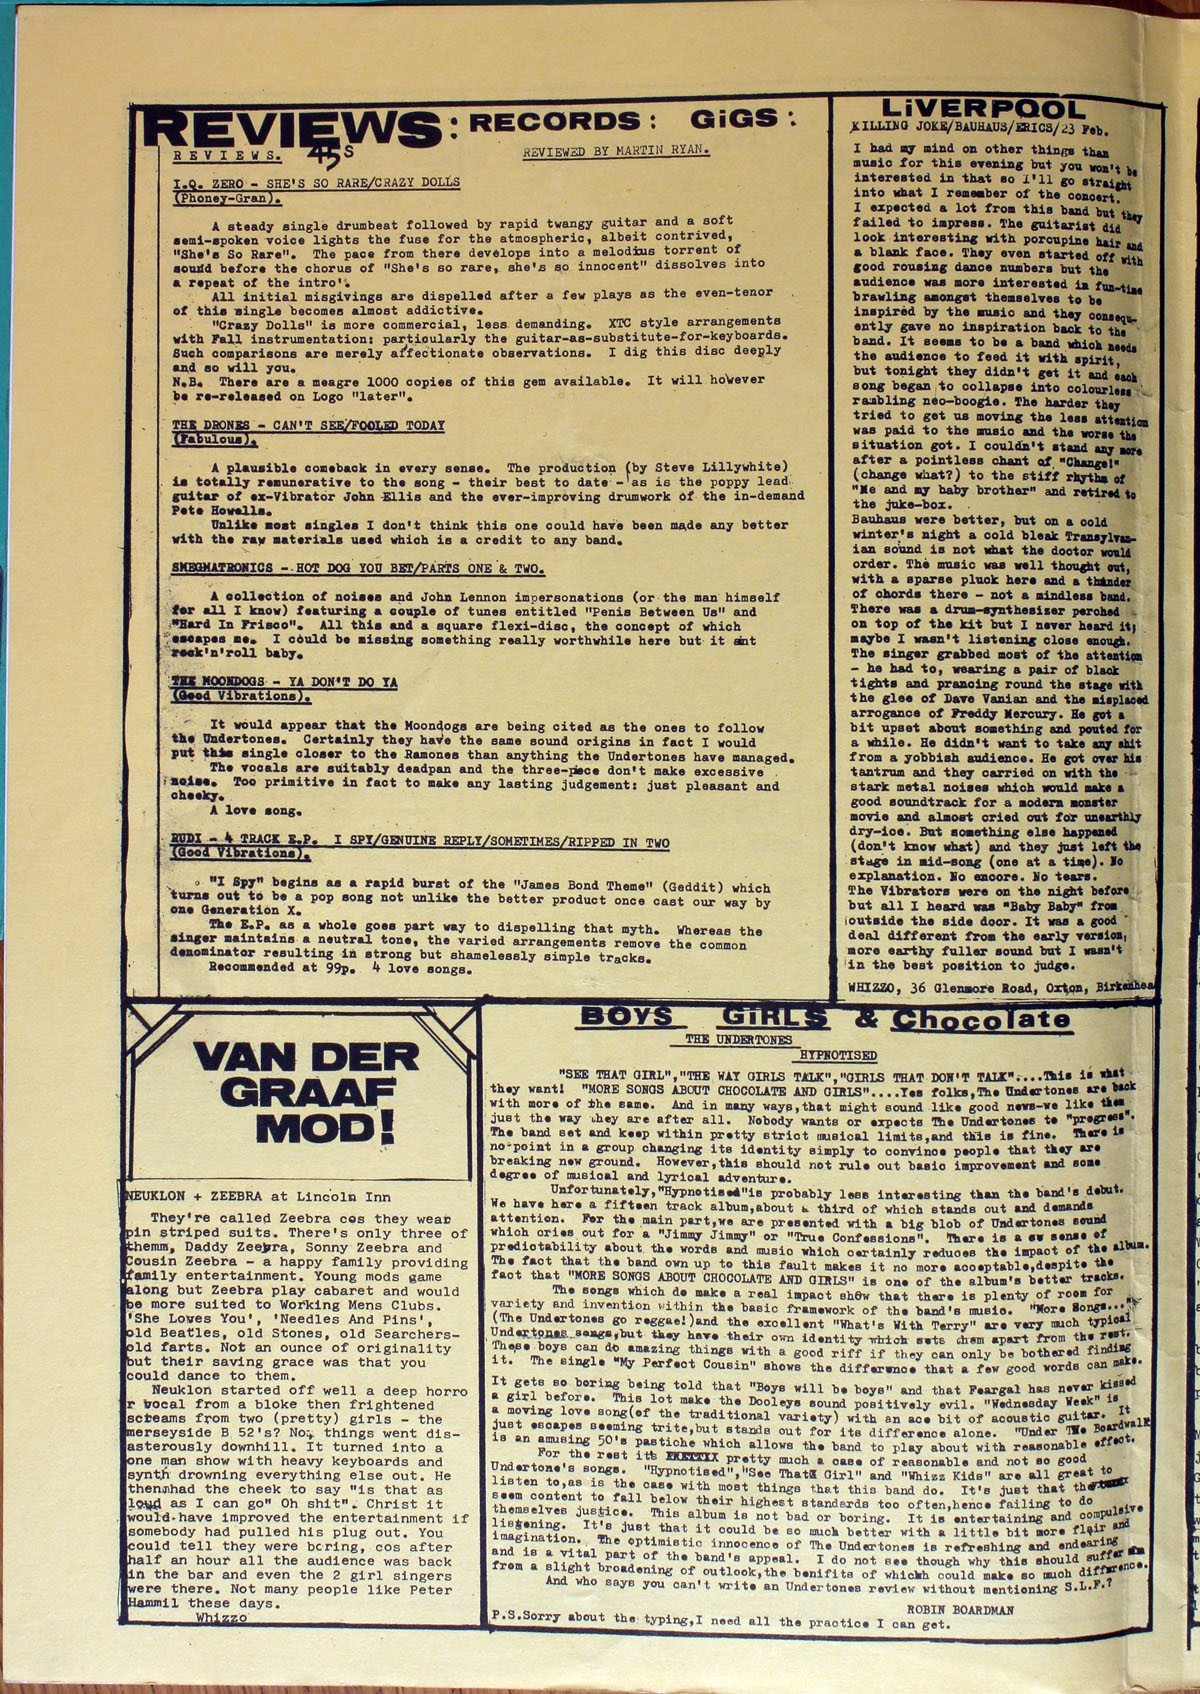 REVIEWS: RECORDS: GiGS:
REVIEWS. 45s
REVIEWED BY MARTIN RYAN.
I.Q. ZERO - SHE'S SO RARE/CRAZY DOLLS
(Phoney-Gran).
A steady single drumbeat followed by rapid twangy guitar and a soft
semi-spoken voice lights the fuse for the atmospheric, albeit contrived,
"She's So Rare". The pace from there develops into a melodious torrent of
sound before the chorus of "She's so rare, she's so innocent" dissolves into
a repeat of the intro'.
All initial misgivings are dispelled after a few plays as the even-tenor
of this single becomes almost addictive.
"Crazy Dolls" is more commercial, less demanding. XTC style arrangements
with Fall instrumentation: particularly the guitar-as-substitute-for-keyboards.
Such comparisons are merely affectionate observations. I dig this disc deeply
and so will you.
N.B. There are a meagre 1000 copies of this gem available. It will however
be re-released on Logo "later".
THE DRONES - CAN'T SEE/FOOLED TODAY
(Fabulous).
A plausible comeback in every sense. The production (by Steve Lillywhite)
is totally remunerative to the song - their best to date - as is the poppy lead
guitar of ex-Vibrator John Ellis and the ever-improving drumwork of the in-demand
Pete Howells.
Unlike most singles I don't think this one could have been made any better
with the raw materials used which is a credit to any band.
SMEGMATRONICS - HOT DOG YOU BET/PARTS ONE & TWO.
A collection of noises and John Lennon impersonations (or the man himself
for all I know) featuring a couple of tunes entitled "Penis Between Us" and
"Hard In Frisco". All this and a square flexi-disc, the concept of which
escapes me. I could be missing something really worthwhile here but it aint
rock'n'roll baby.
THE MOONDOGS - YA DON'T DO YA
(Good Vibrations).
It would appear that the Moondogs are being cited as the ones to follow
the Undertones. Certainly they have the same sound origins in fact I would
put this single closer to the Ramones than anything the Undertones have managed.
The vocals are suitably deadpan and the three-piece don't make excessive
noise. Too primitive in fact to make any lasting judgement: just pleasant and
cheeky.
A love song.
RUDI - 4 TRACK E.P. I SPY/GENUINE REPLY/SOMETIMES/RIPPED IN TWO
(Good Vibrations).
"I Spy" begins as a rapid burst of the "James Bond Theme" (Geddit) which
turns out to be a pop song not unlike the better product once cast our way by
one Generation X.
The E.P. as a whole goes part way to dispelling that myth. Whereas the
singer maintains a neutral tone, the varied arrangements remove the common
denominator resulting in strong but shamelessly simple tracks.
Recommended at 99p. 4 love songs.
LiVERPOOL
KILLING JOKE/BAUHAUS/ERICS/23 Feb.
I had my mind on other things than
music for this evening but you won't be
interested in that so I'll go straight
into what I remember of the concert.
I expected a lot from this band but they
failed to impress. The guitarist did
look interesting with porcupine hair and
a blank face. They even started off with
good rousing dance numbers but the
audience was more interested in fun-time
brawling amongst themselves to be
inspired by the music and they consequ-
ently gave no inspiration back to the
band. It seems to be a band which needs
the audience to feed it with spirit,
but tonight they didn't get it and each
song began to collapse into colourless
rambling neo-boogie. The harder they
tried to get us moving the less attention
was paid to the music and the worse the
situation got. I couldn't stand any more
after a pointless chant of "Change!"
(change what?) to the stiff rhythm of
"Me and my baby brother" and retired to
the juke-box.
Bauhaus were better, but on a cold
winter's night a cold bleak Transylvan-
ian sound is not what the doctor would
order. The music was well thought out,
with a sparse pluck here and a thunder
of chords there - not a mindless band.
There was a drum-synthesizer perched
on top of the kit but I never heard it;
maybe I wasn't listening close enough.
The singer grabbed most of the attention
- he had to, wearing a pair of black
tights and prancing round the stage with
the glee of Dave Vanian and the misplaced
arrogance of Freddy Mercury. He got a
bit upset about something and pouted for
a while. He didn't want to take any shit
from a yobbish audience. He got over his
tantrum and they carried on with the
stark metal noises which would make a
good soundtrack for a modern monster
movie and almost cried out for unearthly
dry-ice. But something else happened
(don't know what) and they just left the
stage in mid-song (one at a time). No
explanation. No encore. No tears.
The Vibrators were on the night before
but all I heard was "Baby Baby" from
outside the side door. It was a good
deal different from the early version,
more earthy fuller sound but I wasn't
in the best position to judge.
WHIZZO, 36 Glenmore Road, Oxton, Birkenhea
VAN DER
GRAAF
MOD!
NEUKLON + ZEEBRA at Lincoln Inn
They're called Zeebra cos they wear
pin striped suits. There's only three of
themm, Daddy Zeebra, Sonny Zeebra and
Cousin Zeebra - a happy family providing
family entertainment. Young mods game
along but Zeebra play cabaret and would
be more suited to Working Mens Clubs.
'She Loves You', 'Needles And Pins',
old Beatles, old Stones, old Searchers-
old farts. Not an ounce of originality
but their saving grace was that you
could dance to them.
Neuklon started off well a deep horro
r vocal from a bloke then frightened
screams from two (pretty) girls - the
merseyside B 52's? No, things went dis-
asterously downhill. It turned into a
one man show with heavy keyboards and
synth drowning everything else out. He
then had the cheek to say "is that as
loud as I can go" Oh shit". Christ it
would have improved the entertainment if
somebody had pulled his plug out. You
could tell they were boring, cos after
half an hour all the audience was back
in the bar and even the 2 girl singers
were there. Not many people like Peter
Hammil these days.
Whizzo
BOYS GiRLS & Chocolate
THE UNDERTONES
HYPNOTISED
"SEE THAT GIRL","THE WAY GIRLS TALK","GIRLS THAT DON'T TALK"....This is what
they want! "MORE SONGS ABOUT CHOCOLATE AND GIRLS"....Yes folks,The Undertones are back
with more of the same. And in many ways,that might sound like good news-we like them
just the way they are after all. Nobody wants or expects The Undertones to "progress".
The band set and keep within pretty strict musical limits,and this is fine. There is
no point in a group changing its identity simply to convince people that they are
breaking new ground. However,this should not rule out basic improvement and some
degree of musical and lyrical adventure.
Unfortunately,"Hypnotised"is probably less interesting than the band's debut.
We have here a fifteen track album,about a third of which stands out and demands
attention. For the main part,we are presented with a big blob of Undertones sound
which cries out for a "Jimmy Jimmy" or "True Confessions". There is a sense of
predictability about the words and music which certainly reduces the impact of the album.
The fact that the band own up to this fault makes it no more acceptable,despite the
fact that "MORE SONGS ABOUT CHOCOLATE AND GIRLS" is one of the album's better tracks.
The songs which do make a real impact show that there is plenty of room for
variety and invention within the basic framework of the band's music. "More Songs..."
(The Undertones go reggae!)and the excellent "What's With Terry" are very much typical
Undertones songs,but they have their own identity which sets them apart from the rest.
These boys can do amazing things with a good riff if they can only be bothered finding
it. The single "My Perfect Cousin" shows the difference that a few good words can make.
It gets so boring being told that "Boys will be boys" and that Feargal has never kissed
a girl before. This lot make the Dooleys sound positively evil. "Wednesday Week" is
a moving love song(of the traditional variety) with an ace bit of acoustic guitar. It
just escapes seeming trite,but stands out for its difference alone. "Under The Boardwalk
is an amusing 50's pastiche which allows the band to play about with reasonable effect.
For the rest it's pretty much a case of reasonable and not so good
Undertone's songs. "Hypnotised","See That Girl" and "Whizz Kids" are all great to
listen to,as is the case with most things that this band do. It's just that they
seem content to fall below their highest standards too often,hence failing to do
themselves justice. This album is not bad or boring. It is entertaining and compulsive
listening. It's just that it could be so much better with a little bit more flair and
imagination. The optimistic innocence of The Undertones is refreshing and endearing
and is a vital part of the band's appeal. I do not see though why this should suffer
from a slight broadening of outlook,the benifits of which could make so much difference.
And who says you can't write an Undertones review without mentioning S.L.F.?
ROBIN BOARDMAN
P.S.Sorry about the typing,I need all the practice I can get.